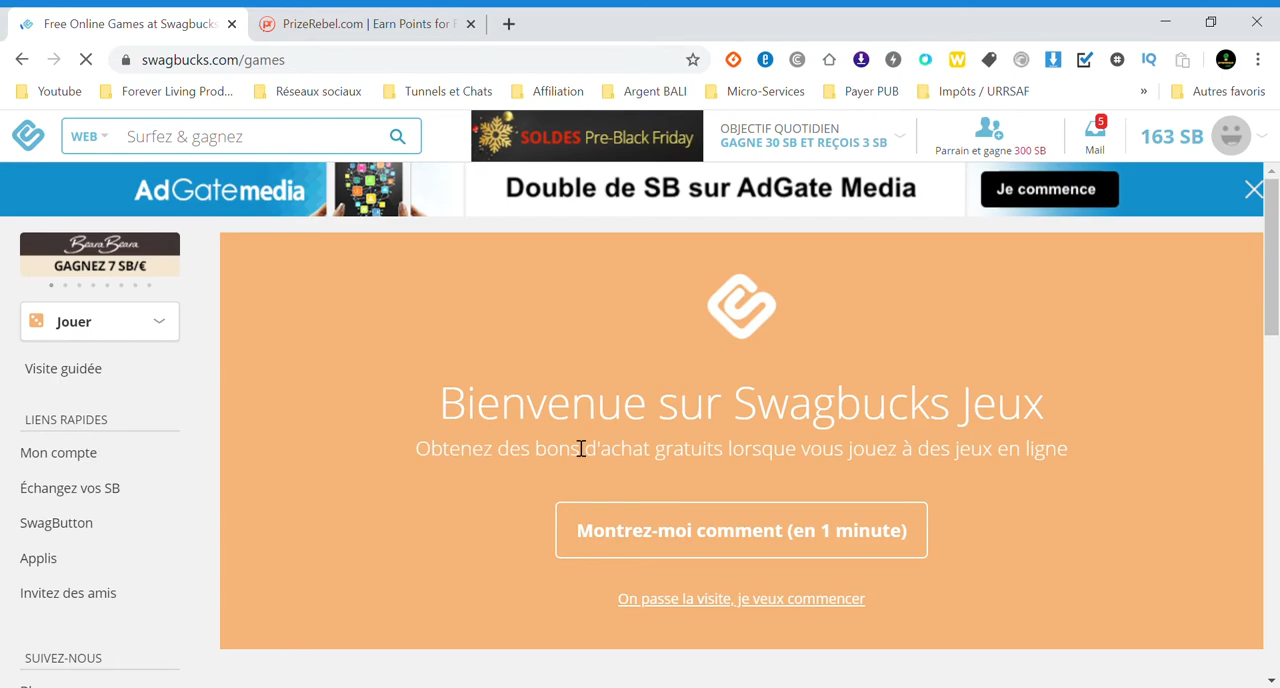 Free Online Games at Swagbucks
PrizeRebel.com | Earn Points for F
swagbucks.com/games
IQ
Youtube
Forever Living Prod...
Réseaux sociaux
Tunnels et Chats
Affiliation
Argent BALI
Micro-Services
Payer PUB
Impôts / URRSAF
»
Autres favoris
WEB
Surfez & gagnez
SOLDES Pre-Black Friday
OBJECTIF QUOTIDIEN
GAGNE 30 SB ET REÇOIS 3 SB
Parrain et gagne 300 SB
5
Mail
163 SB
AdGatemedia
Double de SB sur AdGate Media
Je commence
Beara Beara
GAGNEZ 7 SB/€
Jouer
Visite guidée
LIENS RAPIDES
Mon compte
Échangez vos SB
SwagButton
Applis
Invitez des amis
SUIVEZ-NOUS
Bienvenue sur Swagbucks Jeux
Obtenez des bons d'achat gratuits lorsque vous jouez à des jeux en ligne
Montrez-moi comment (en 1 minute)
On passe la visite, je veux commencer